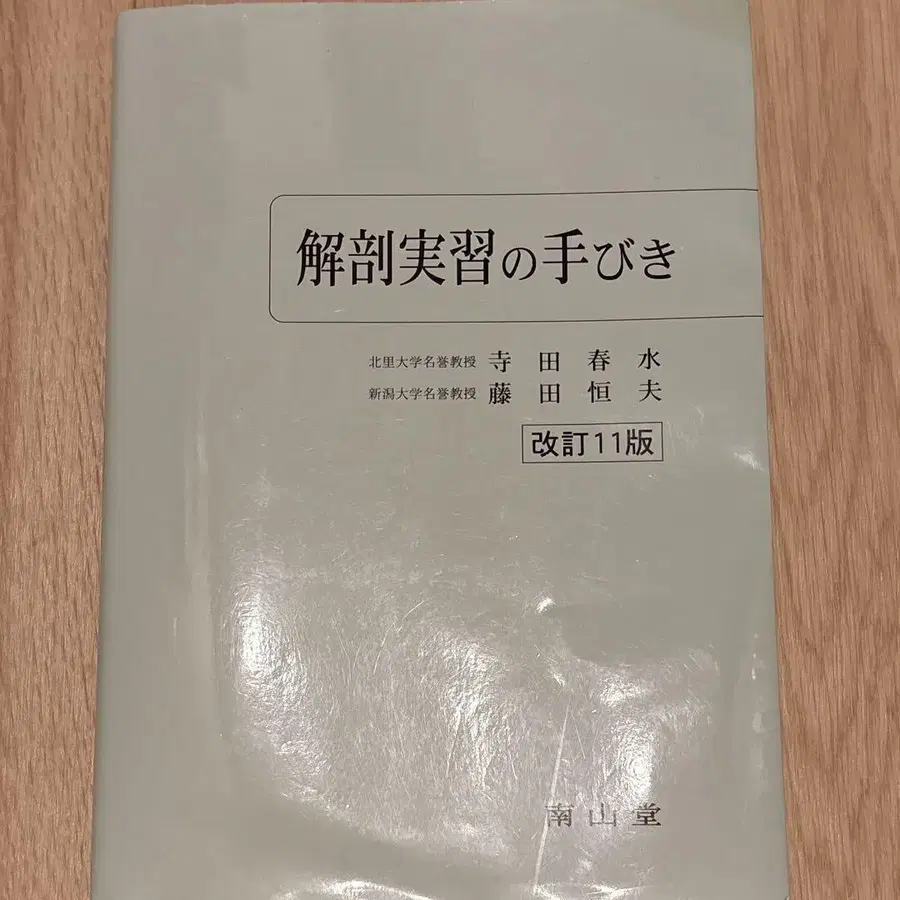 解剖実習の手びき
北里大学名誉教授 寺田春水
新潟大学名誉教授 藤田恒夫
改訂11版
南山堂